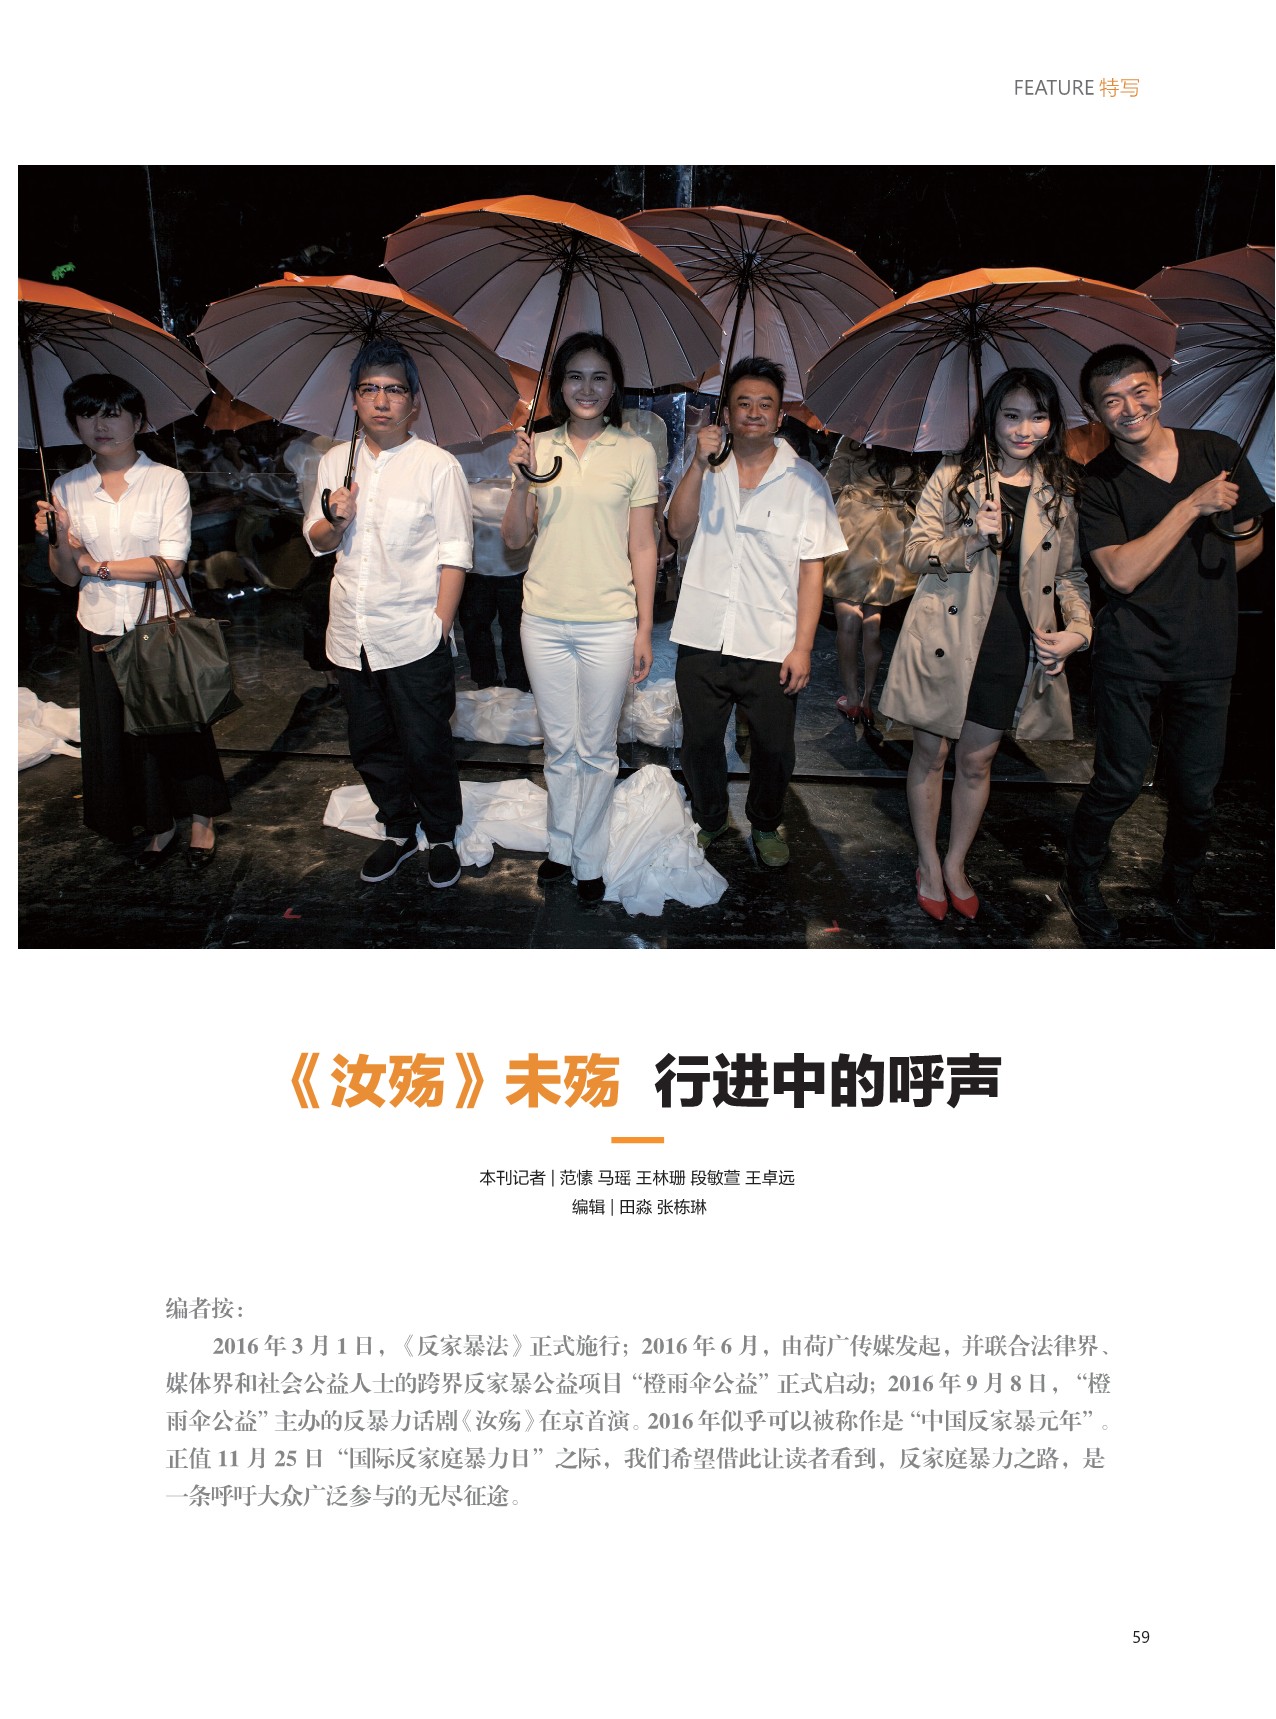 FEATURE 特写
《汝殇》未殇 行进中的呼声
本刊记者 | 范愫 马瑶 王林珊 段敏萱 王卓远
编辑 | 田淼 张栋琳
编者按：
2016 年 3 月 1 日，《反家暴法》正式施行；2016 年 6 月，由荷广传媒发起，并联合法律界、
媒体界和社会公益人士的跨界反家暴公益项目“橙雨伞公益”正式启动；2016 年 9 月 8 日，“橙
雨伞公益”主办的反暴力话剧《汝殇》在京首演。2016 年似乎可以被称作是“中国反家暴元年”。
正值 11 月 25 日“国际反家庭暴力日”之际，我们希望借此让读者看到，反家庭暴力之路，是
一条呼吁大众广泛参与的无尽征途。
59